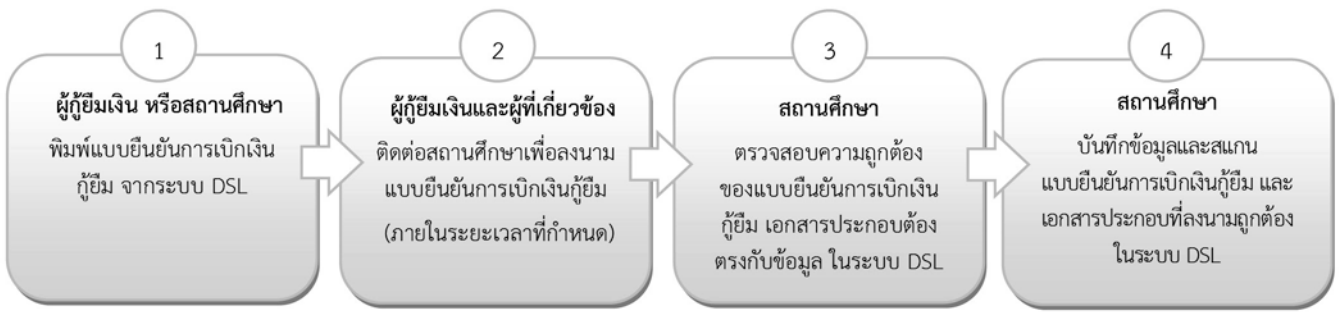 1
ผู้กู้ยืมเงิน หรือสถานศึกษา
พิมพ์แบบยืนยันการเบิกเงิน
กู้ยืม จากระบบ DSL
2
ผู้กู้ยืมเงินและผู้ที่เกี่ยวข้อง
ติดต่อสถานศึกษาเพื่อลงนาม
แบบยืนยันการเบิกเงินกู้ยืม
(ภายในระยะเวลาที่กำหนด)
3
สถานศึกษา
ตรวจสอบความถูกต้อง
ของแบบยืนยันการเบิกเงิน
กู้ยืม เอกสารประกอบต้อง
ตรงกับข้อมูล ในระบบ DSL
4
สถานศึกษา
บันทึกข้อมูลและสแกน
แบบยืนยันการเบิกเงินกู้ยืม และ
เอกสารประกอบที่ลงนามถูกต้อง
ในระบบ DSL